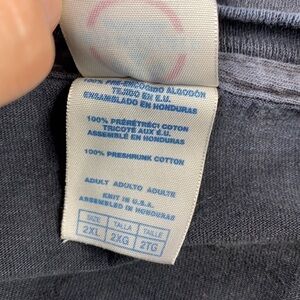 100% PRE-ENCOGIDO ALGODÓN
TEJIDO EN E.U.
ENSAMBLADO EN HONDURAS
100% PRÉRÉTRÉCI COTON
TRICOTÉ AUX É.U.
ASSEMBLÉ EN HONDURAS
100% PRESHRUNK COTTON
ADULT ADULTO ADULTE
KNIT IN U.S.A.
ASSEMBLED IN HONDURAS
SIZE TALLA TAILLE
2XL 2XG 2TG